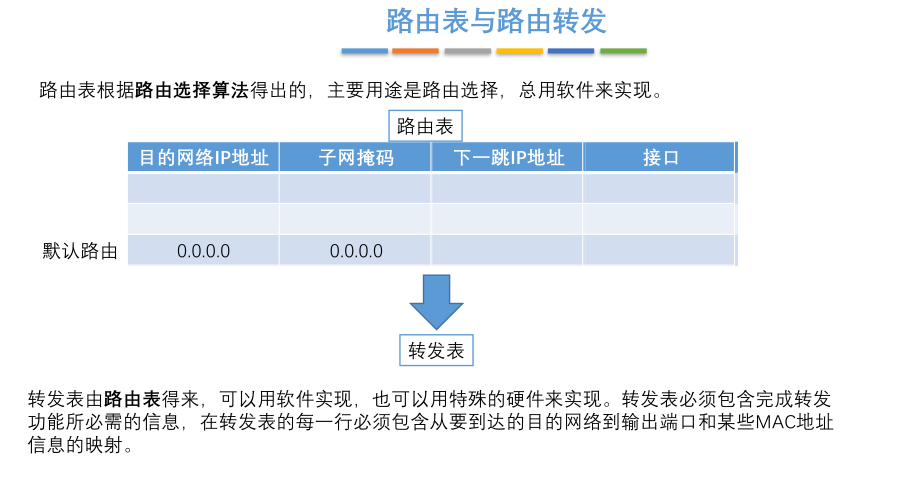 路由表与路由转发
路由表根据路由选择算法得出的，主要用途是路由选择，总用软件来实现。
路由表
目的网络IP地址 子网掩码 下一跳IP地址 接口
默认路由 0.0.0.0 0.0.0.0
转发表
转发表由路由表得来，可以用软件实现，也可以用特殊的硬件来实现。转发表必须包含完成转发
功能所必需的信息，在转发表的每一行必须包含从要到达的目的网络到输出端口和某些MAC地址
信息的映射。